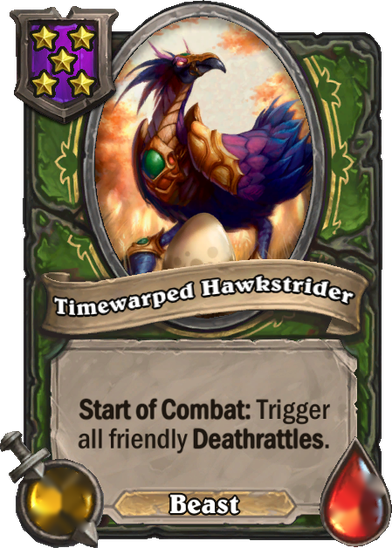 Timewarped Hawkstrider
Start of Combat: Trigger
all friendly Deathrattles.
Beast